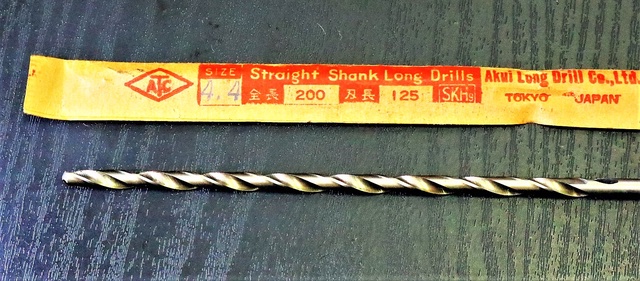 ATC
SIZE
4.4
Straight Shank Long Drills
全長 200 刃長 125 SKH9
Akui Long Drill Co.,Ltd.
TOKYO JAPAN